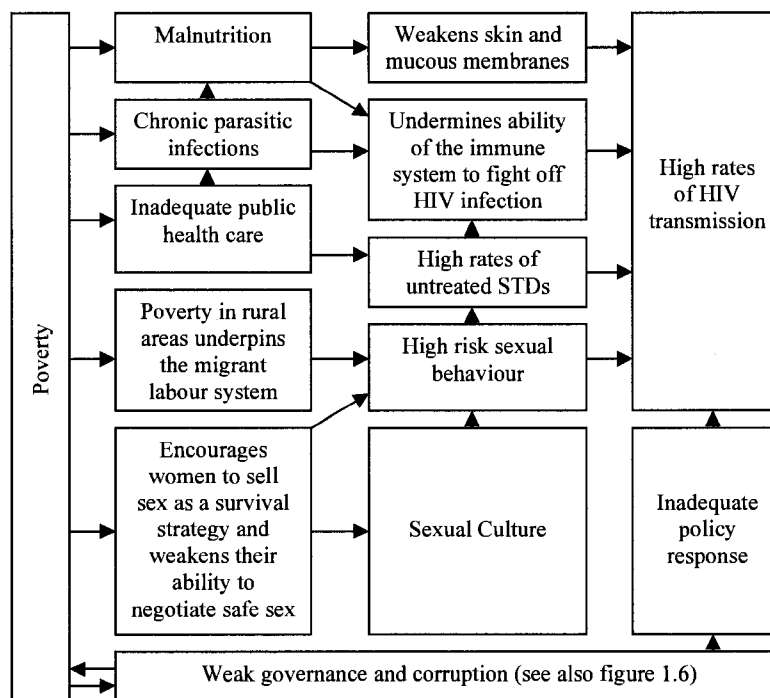 Poverty
Malnutrition
Weakens skin and
mucous membranes
Chronic parasitic
infections
Undermines ability
of the immune
system to fight off
HIV infection
High rates
of HIV
transmission
Inadequate public
health care
High rates of
untreated STDs
Poverty in rural
areas underpins
the migrant
labour system
High risk sexual
behaviour
Encourages
women to sell
sex as a survival
strategy and
weakens their
ability to
negotiate safe sex
Sexual Culture
Inadequate
policy
response
Weak governance and corruption (see also figure 1.6)